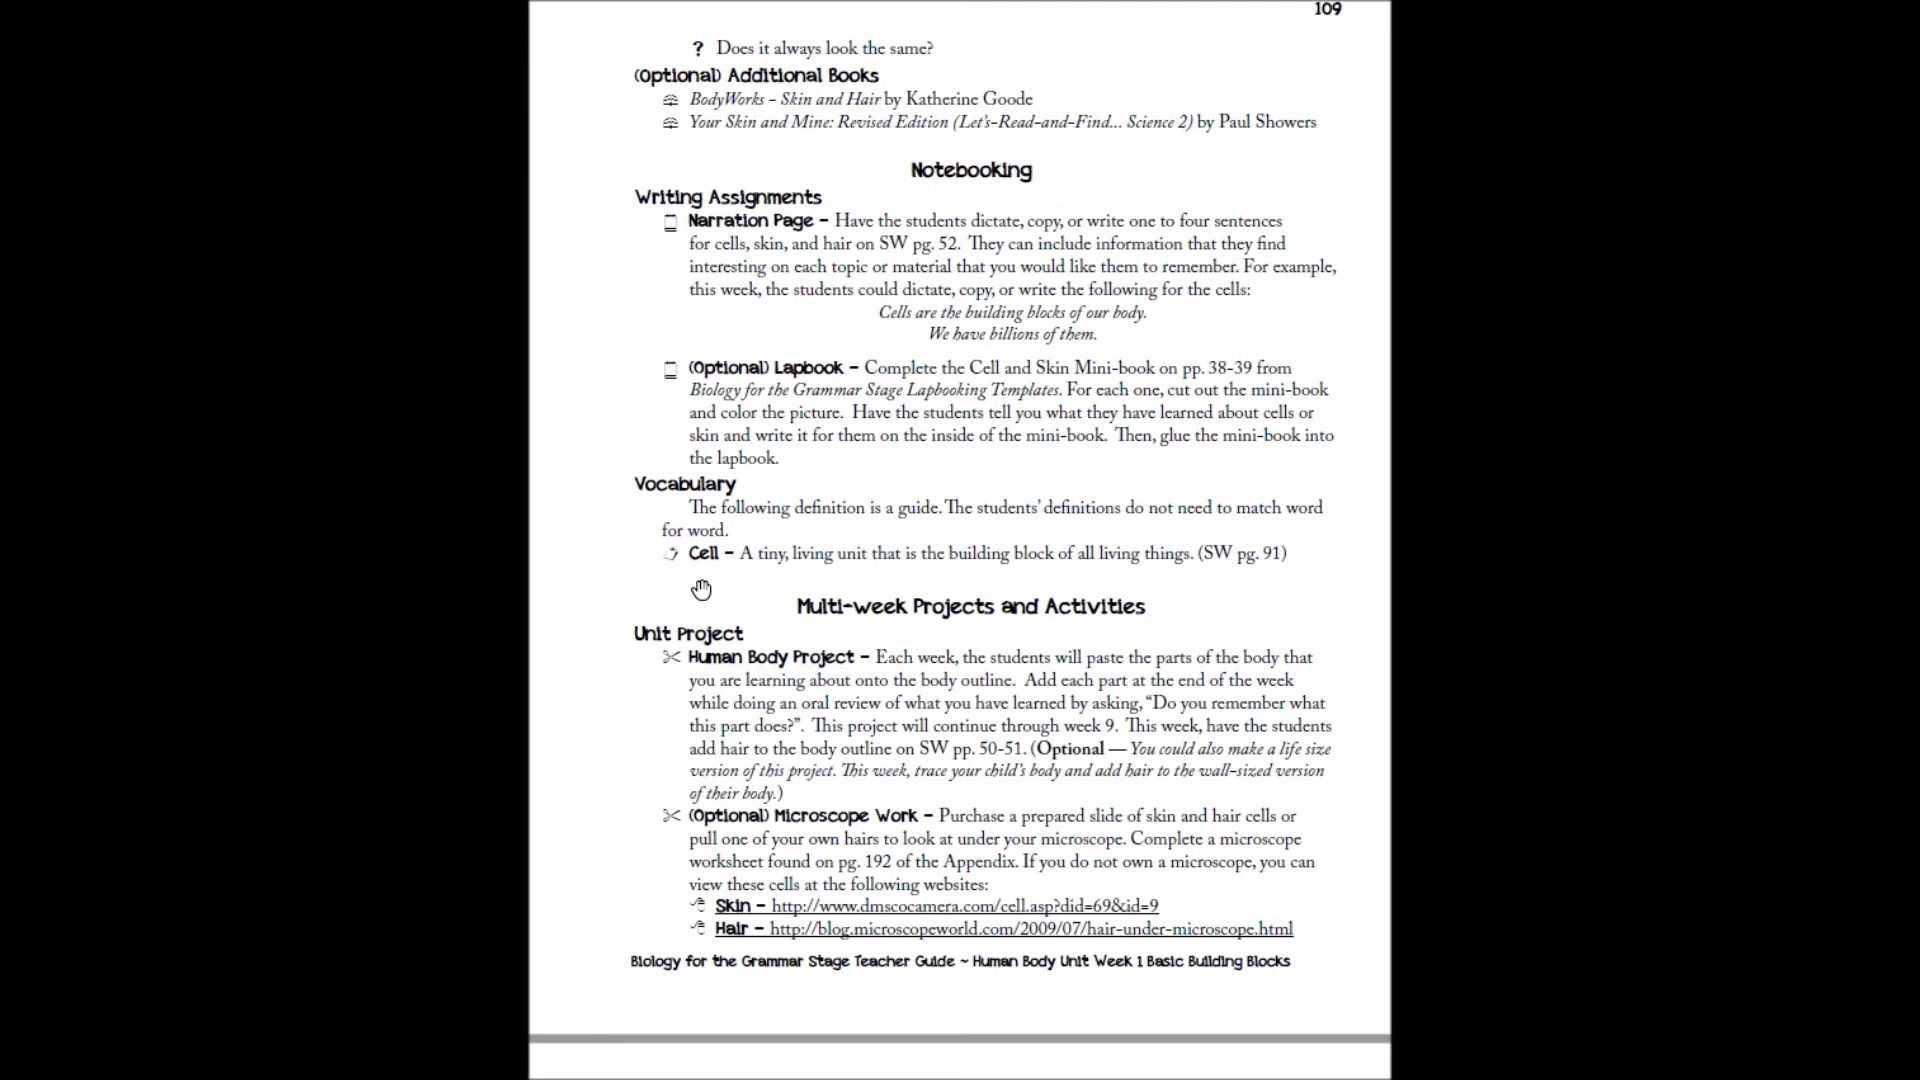 109
? Does it always look the same?
(Optional) Additional Books
BodyWorks - Skin and Hair by Katherine Goode
Your Skin and Mine: Revised Edition (Let's-Read-and-Find... Science 2) by Paul Showers
Notebooking
Writing Assignments
Narration Page – Have the students dictate, copy, or write one to four sentences
for cells, skin, and hair on SW pg. 52. They can include information that they find
interesting on each topic or material that you would like them to remember. For example,
this week, the students could dictate, copy, or write the following for the cells:
Cells are the building blocks of our body.
We have billions of them.
(Optional) Lapbook – Complete the Cell and Skin Mini-book on pp. 38-39 from
Biology for the Grammar Stage Lapbooking Templates. For each one, cut out the mini-book
and color the picture. Have the students tell you what they have learned about cells or
skin and write it for them on the inside of the mini-book. Then, glue the mini-book into
the lapbook.
Vocabulary
The following definition is a guide. The students' definitions do not need to match word
for word.
Cell – A tiny, living unit that is the building block of all living things. (SW pg. 91)
Multi-week Projects and Activities
Unit Project
Human Body Project – Each week, the students will paste the parts of the body that
you are learning about onto the body outline. Add each part at the end of the week
while doing an oral review of what you have learned by asking, “Do you remember what
this part does?”. This project will continue through week 9. This week, have the students
add hair to the body outline on SW pp. 50-51. (Optional — You could also make a life size
version of this project. This week, trace your child's body and add hair to the wall-sized version
of their body.)
(Optional) Microscope Work – Purchase a prepared slide of skin and hair cells or
pull one of your own hairs to look at under your microscope. Complete a microscope
worksheet found on pg. 192 of the Appendix. If you do not own a microscope, you can
view these cells at the following websites:
Skin – http://www.dmscocamera.com/cell.asp?did=69&id=9
Hair – http://blog.microscopeworld.com/2009/07/hair-under-microscope.html
Biology for the Grammar Stage Teacher Guide ~ Human Body Unit Week 1 Basic Building Blocks